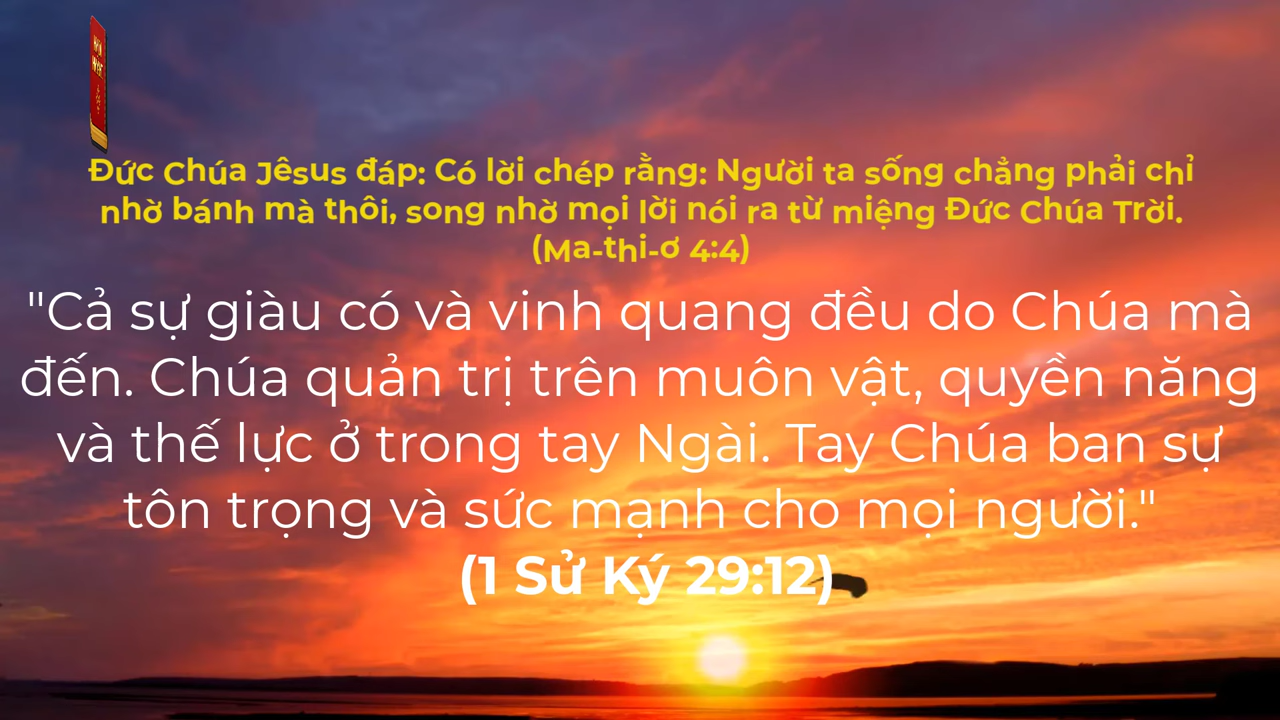 Đức Chúa Jêsus đáp: Có lời chép rằng: Người ta sống chẳng phải chỉ
nhờ bánh mà thôi, song nhờ mọi lời nói ra từ miệng Đức Chúa Trời.
(Ma-thi-ơ 4:4)
"Cả sự giàu có và vinh quang đều do Chúa mà
đến. Chúa quản trị trên muôn vật, quyền năng
và thế lực ở trong tay Ngài. Tay Chúa ban sự
tôn trọng và sức mạnh cho mọi người."
(1 Sử Ký 29:12)